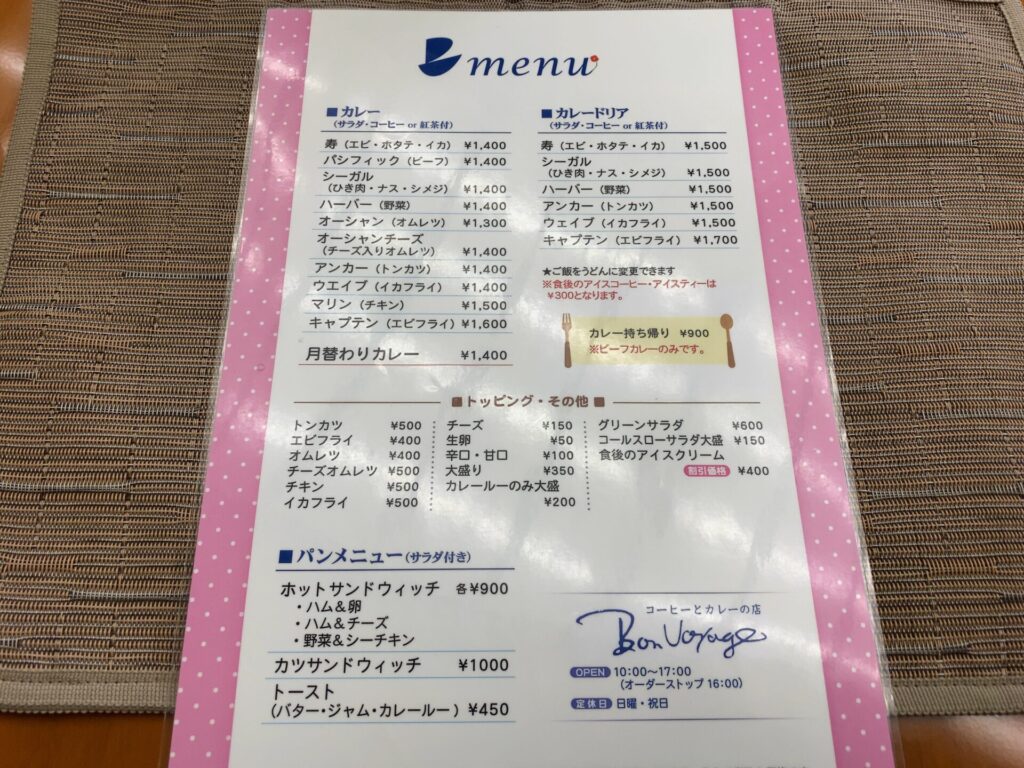 menu
■ カレー
(サラダ・コーヒー or 紅茶付)
寿(エビ・ホタテ・イカ) ¥1,400
パシフィック(ビーフ) ¥1,400
シーガル
(ひき肉・ナス・シメジ) ¥1,400
ハーバー(野菜) ¥1,400
オーシャン(オムレツ) ¥1,300
オーシャンチーズ
(チーズ入りオムレツ) ¥1,400
アンカー(トンカツ) ¥1,400
ウエイブ(イカフライ) ¥1,400
マリン(チキン) ¥1,500
キャプテン(エビフライ) ¥1,600
月替わりカレー ¥1,400
■ カレードリア
(サラダ・コーヒー or 紅茶付)
寿(エビ・ホタテ・イカ) ¥1,500
シーガル
(ひき肉・ナス・シメジ) ¥1,500
ハーバー(野菜) ¥1,500
アンカー(トンカツ) ¥1,500
ウェイブ(イカフライ) ¥1,500
キャプテン(エビフライ) ¥1,700
★ご飯をうどんに変更できます
※食後のアイスコーヒー・アイスティーは
¥300となります。
カレー持ち帰り ¥900
※ビーフカレーのみです。
■トッピング・その他■
トンカツ ¥500
エビフライ ¥400
オムレツ ¥400
チーズオムレツ ¥500
チキン ¥500
イカフライ ¥500
チーズ ¥150
生卵 ¥50
辛口・甘口 ¥100
大盛り ¥350
カレールーのみ大盛
¥200
グリーンサラダ ¥600
コールスローサラダ大盛 ¥150
食後のアイスクリーム
割引価格 ¥400
■ パンメニュー(サラダ付き)
ホットサンドウィッチ 各¥900
・ハム&卵
・ハム&チーズ
・野菜&シーチキン
カツサンドウィッチ ¥1000
トースト
(バター・ジャム・カレールー) ¥450
コーヒーとカレーの店
Bon Voyage
OPEN 10:00～17:00
(オーダーストップ 16:00)
定休日 日曜・祝日